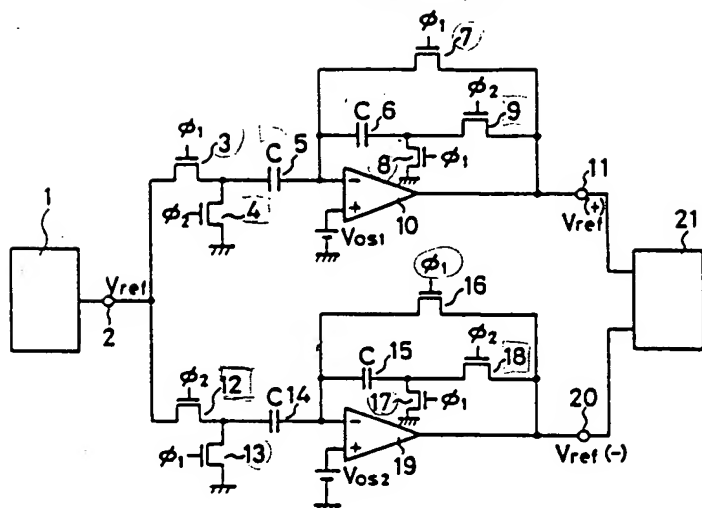 ϕ₁ 7
C 6 ϕ₂ 9
ϕ₁ 3 C 5
8 ϕ₁
11
1 ϕ₂ 4 − + 10 (+) Vref 21
Vos1
Vref ϕ₁ 16
2
C 15 ϕ₂ 18
ϕ₂ 12 C 14
17 ϕ₁ 20
ϕ₁ 13 − + 19 Vref (−)
Vos2